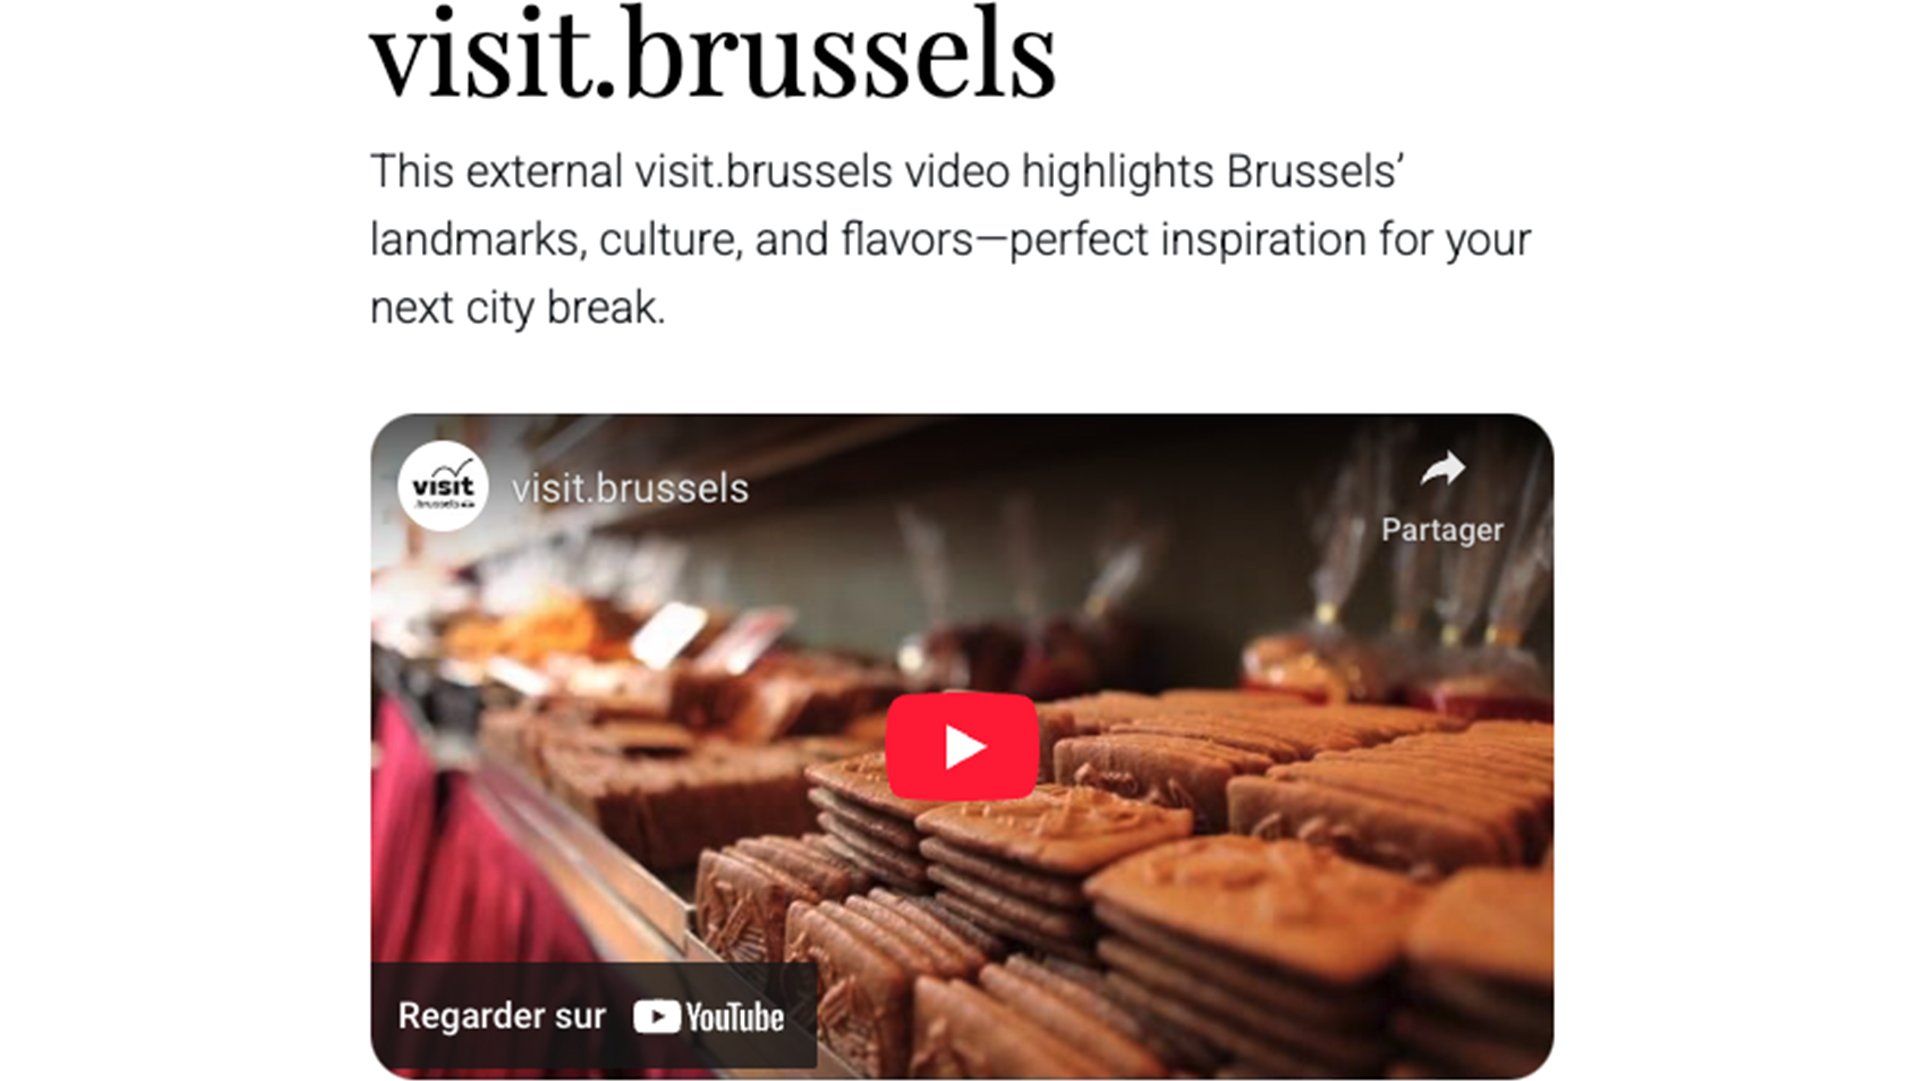 visit.brussels
This external visit.brussels video highlights Brussels’
landmarks, culture, and flavors—perfect inspiration for your
next city break.
visit
.brussels
visit.brussels
Partager
Regarder sur YouTube